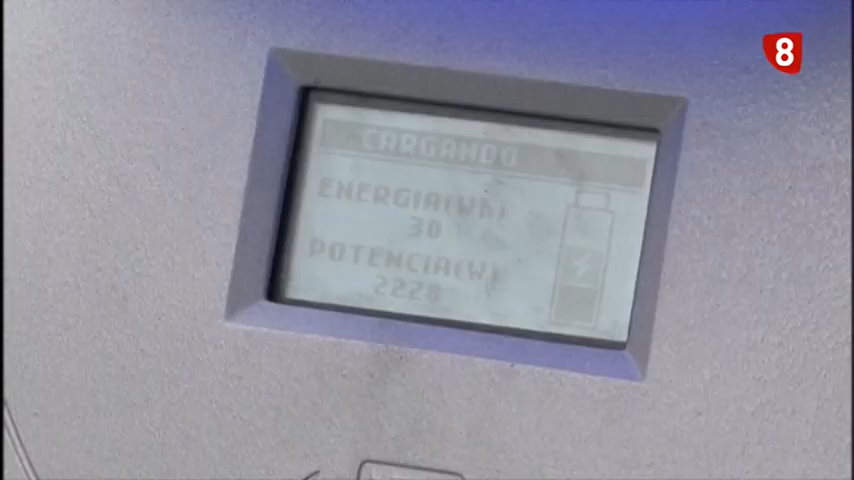 8
CARGANDO
ENERGIA(Wh)
30
POTENCIA(W)
2228